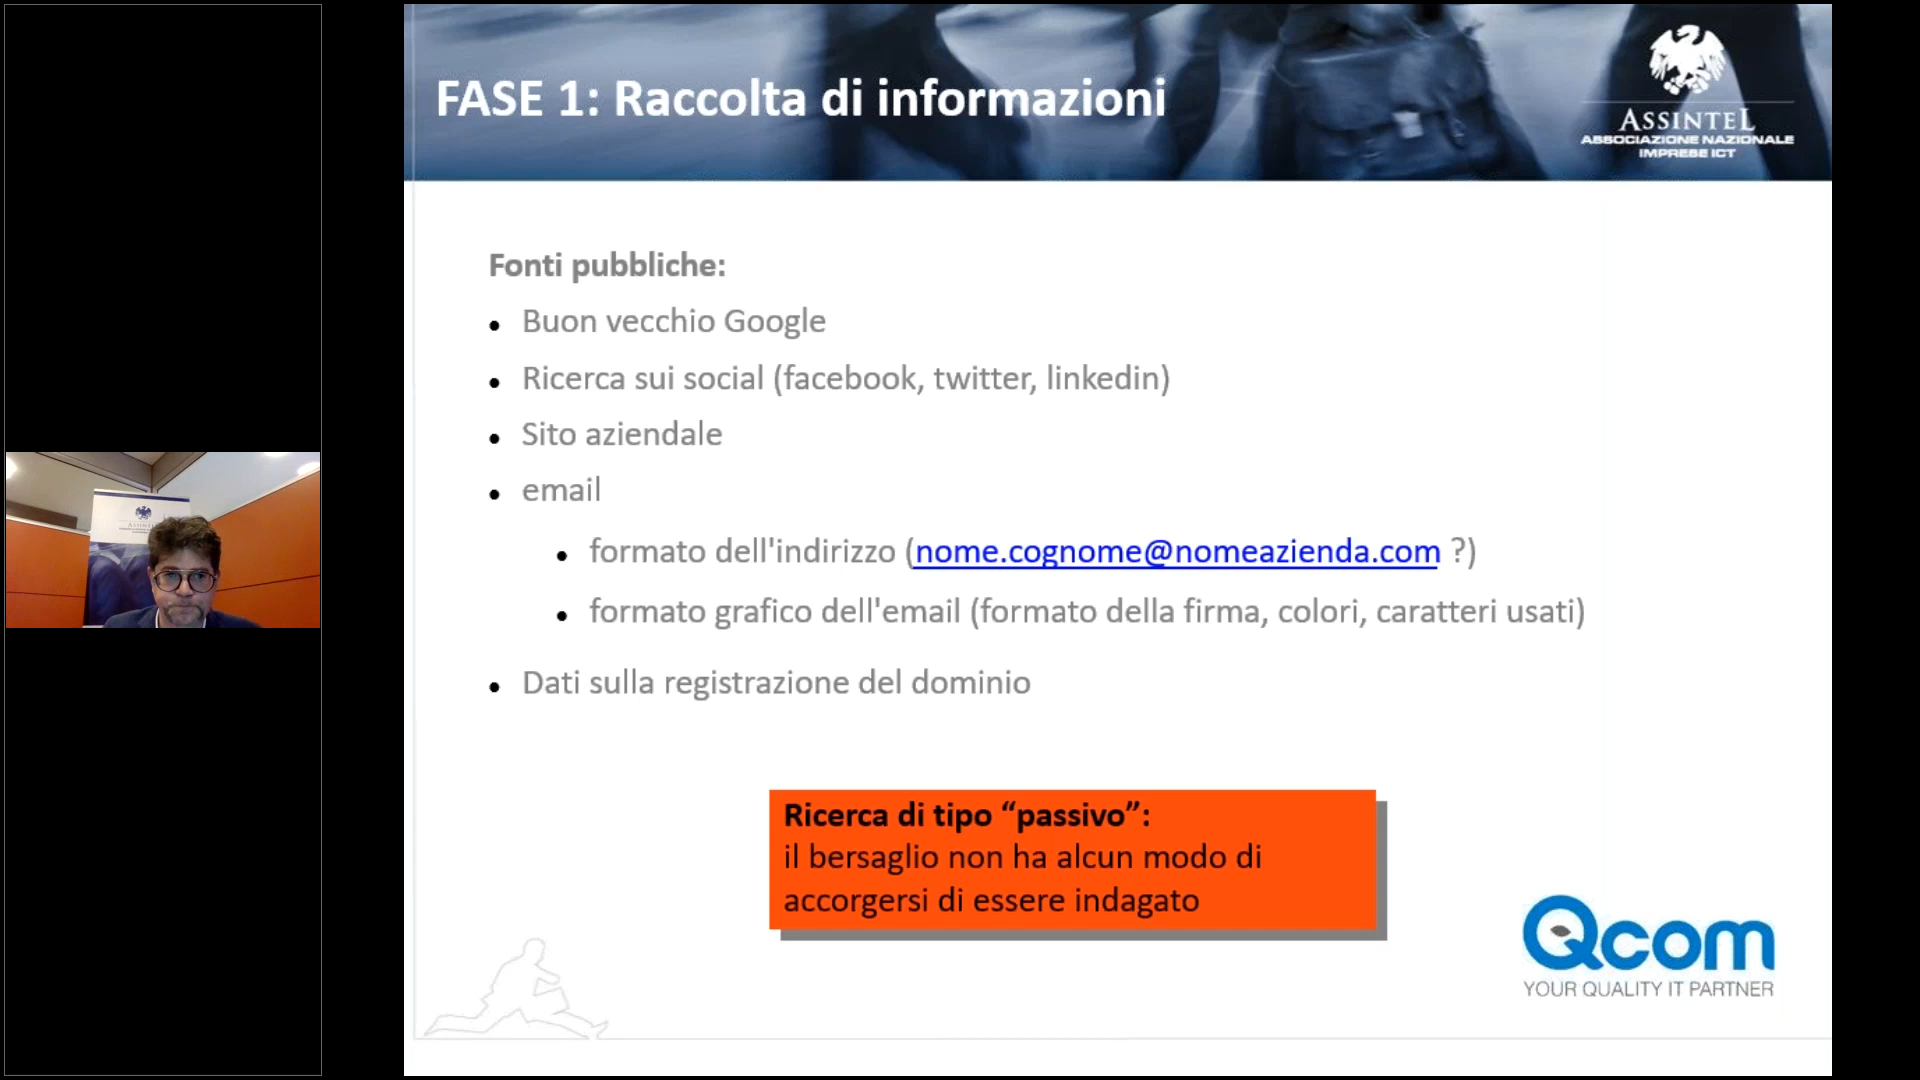 FASE 1: Raccolta di informazioni
ASSINTEL
ASSOCIAZIONE NAZIONALE
IMPRESE ICT
Fonti pubbliche:
Buon vecchio Google
Ricerca sui social (facebook, twitter, linkedin)
Sito aziendale
email
formato dell'indirizzo (nome.cognome@nomeazienda.com ?)
formato grafico dell'email (formato della firma, colori, caratteri usati)
Dati sulla registrazione del dominio
Ricerca di tipo “passivo”:
il bersaglio non ha alcun modo di
accorgersi di essere indagato
Qcom
YOUR QUALITY IT PARTNER